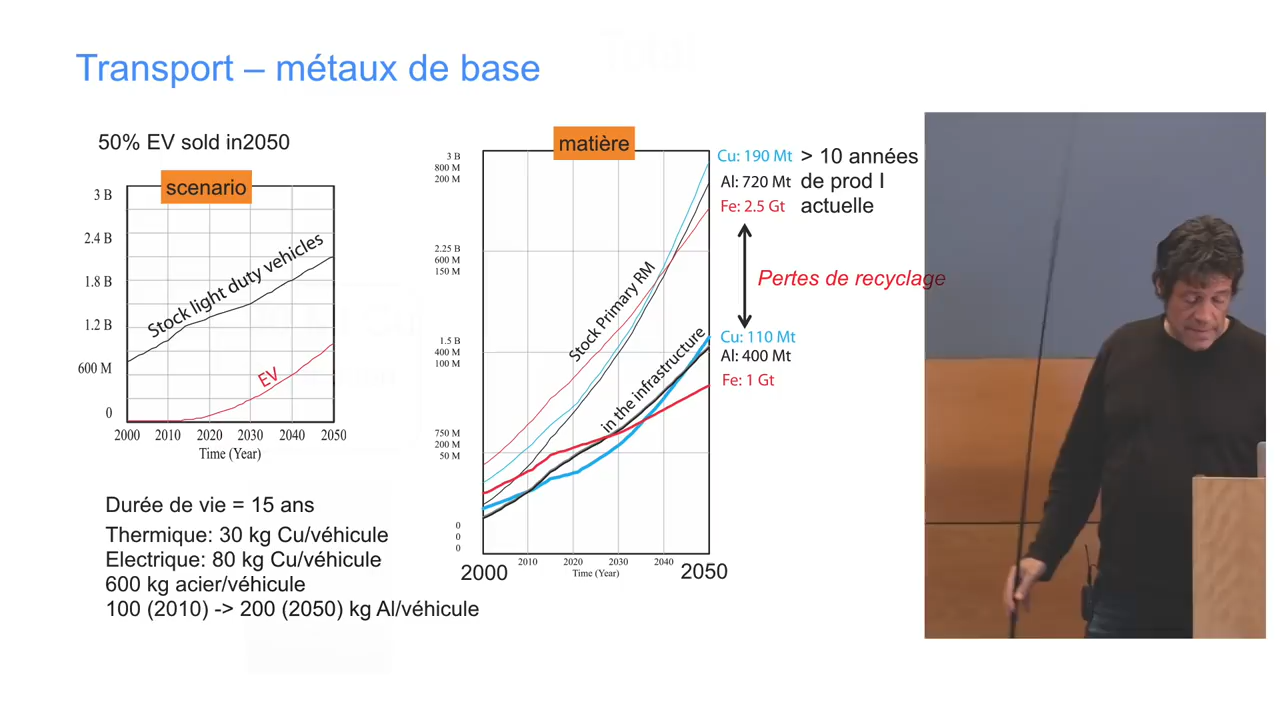 Transport – métaux de base
50% EV sold in2050
scenario
3 B
2.4 B
1.8 B
1.2 B
600 M
0
Stock light duty vehicles
EV
2000 2010 2020 2030 2040 2050
Time (Year)
Durée de vie = 15 ans
Thermique: 30 kg Cu/véhicule
Electrique: 80 kg Cu/véhicule
600 kg acier/véhicule
100 (2010) -> 200 (2050) kg Al/véhicule
matière
3 B
800 M
200 M
2.25 B
600 M
150 M
1.5 B
400 M
100 M
750 M
200 M
50 M
0
0
0
Stock Primary RM
in the infrastructure
2000 2010 2020 2030 2040 2050
Time (Year)
Cu: 190 Mt > 10 années
Al: 720 Mt de prod I
Fe: 2.5 Gt actuelle
Pertes de recyclage
Cu: 110 Mt
Al: 400 Mt
Fe: 1 Gt